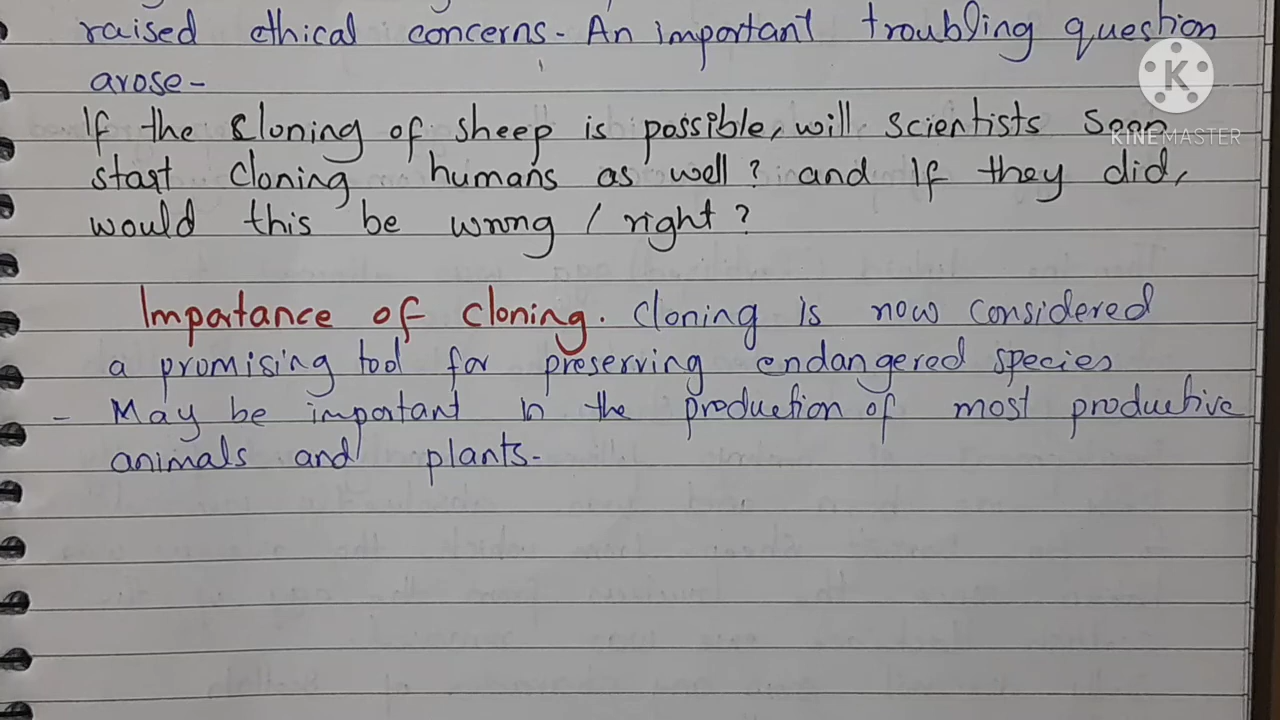 raised ethical concerns- An important troubling question
arose-
K
KINEMASTER
If the cloning of sheep is possible, will scientists soon
start cloning humans as well? and If they did,
would this be wrong / right?
Importance of cloning. Cloning is now considered
a promising tool for preserving endangered species
- May be important in the production of most productive
animals and plants.